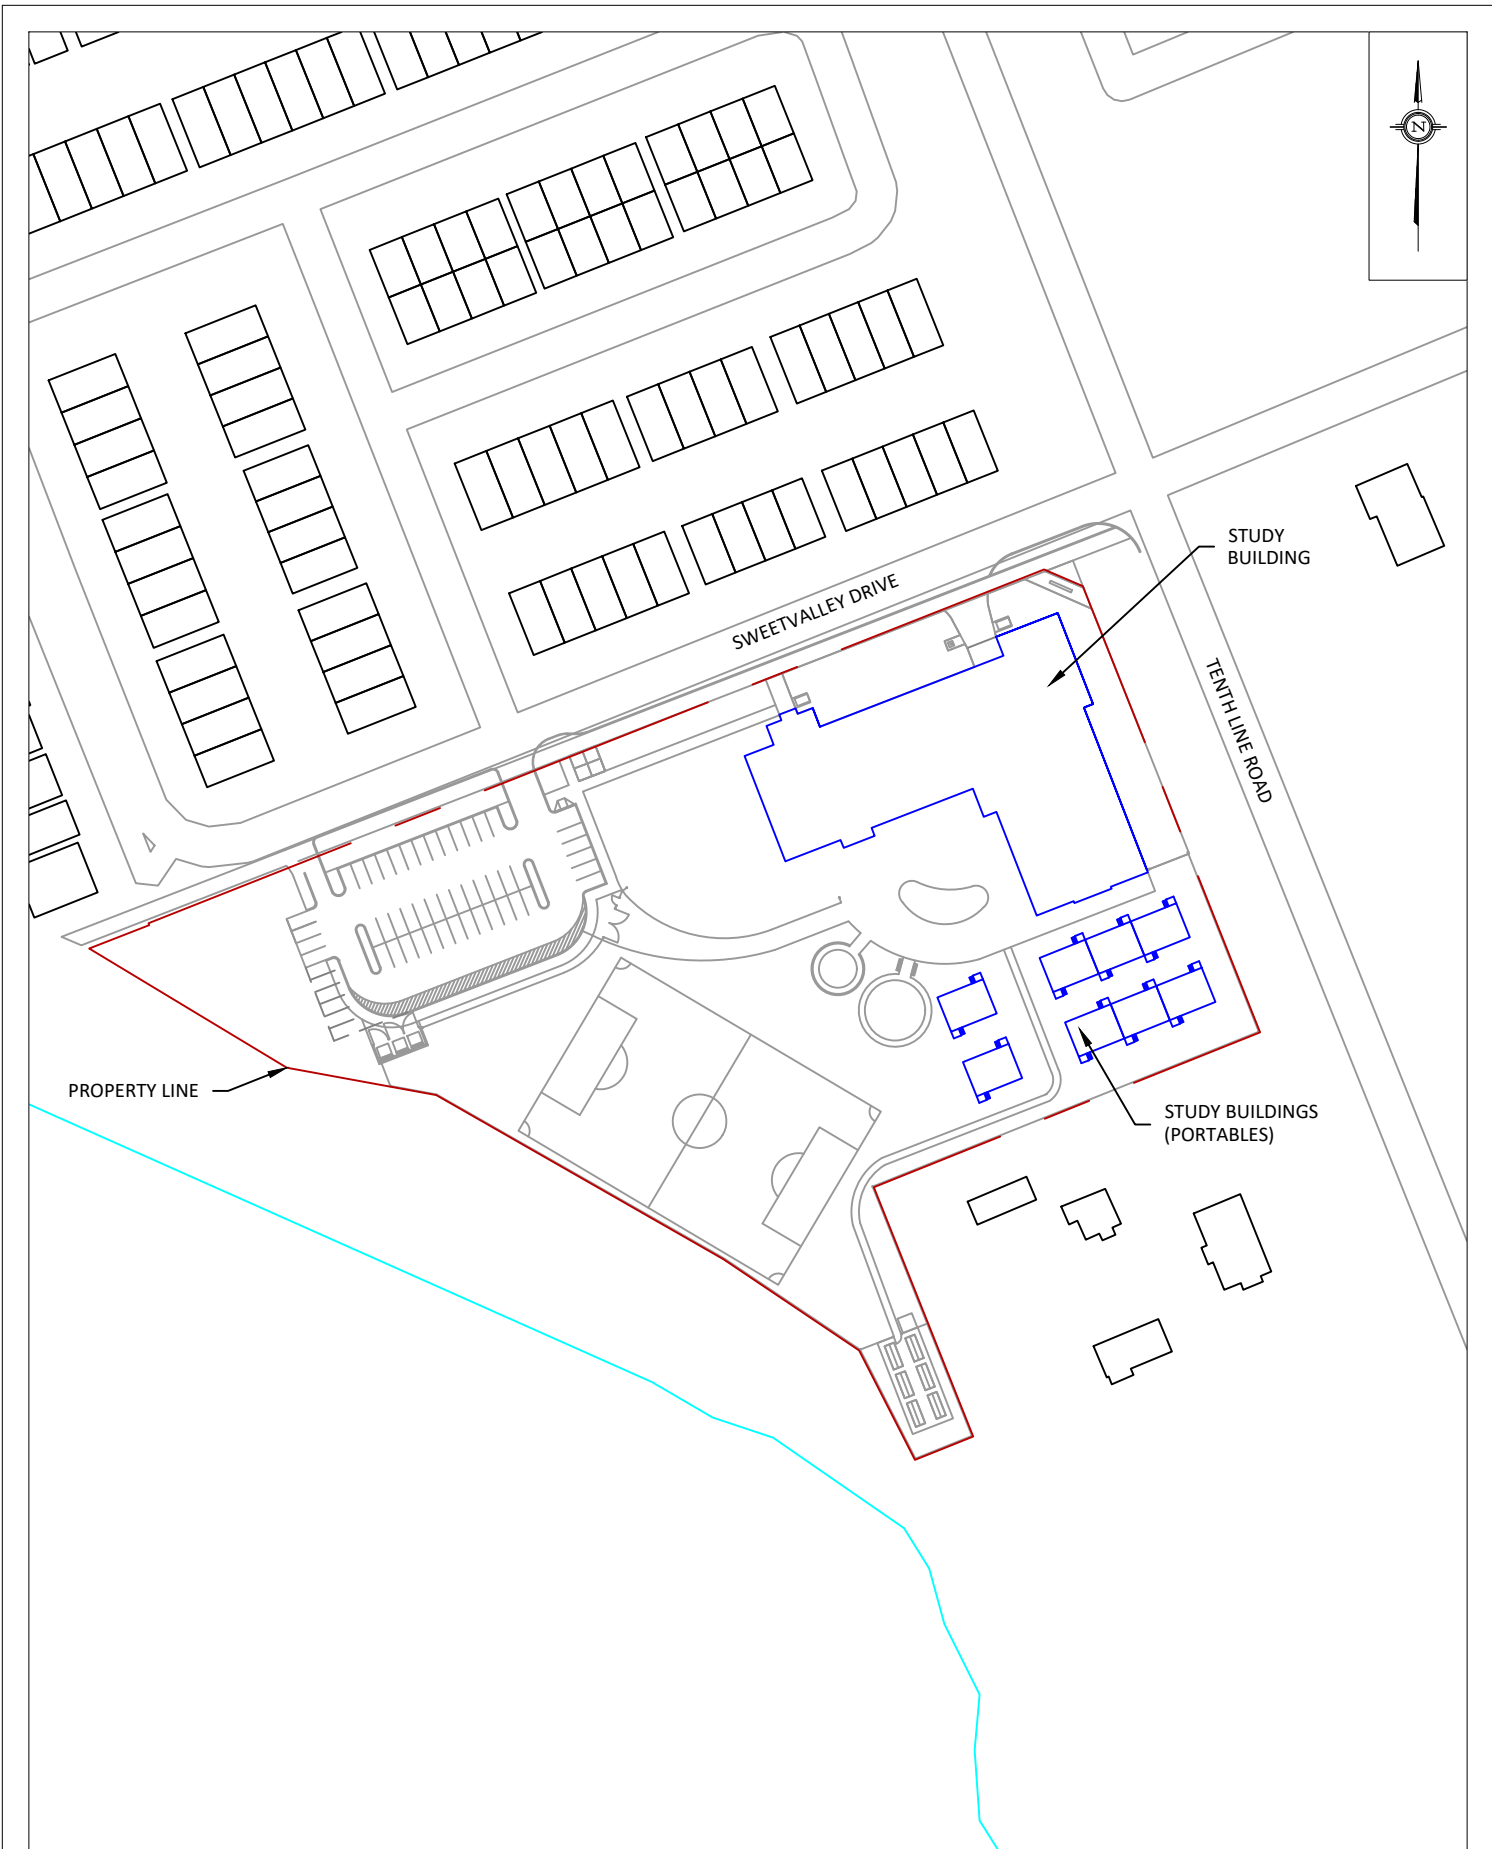 N
STUDY
BUILDING
SWEETVALLEY DRIVE
TENTH LINE ROAD
PROPERTY LINE
STUDY BUILDINGS
(PORTABLES)